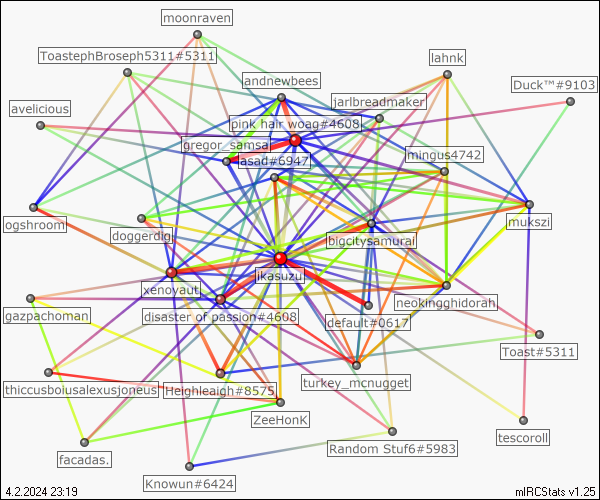 moonraven
ToastephBroseph5311#5311
lahnk
andnewbees
Duck™#9103
jarlbreadmaker
avelicious
pink hair woag#4608
gregor_samsa
asad#6947
mingus4742
ogshroom
doggerdig
mukszi
bigcitysamurai
jikasuzu
xenovaut
neokingghidorah
gazpachoman
disaster of passion#4608
default#0617
Toast#5311
thiccusboiusalexusjoneus
Heighleaigh#8575
turkey_mcnugget
ZeeHonK
tescoroll
Random Stuf6#5983
facadas.
Knowun#6424
4.2.2024 23:19
mIRCStats v1.25